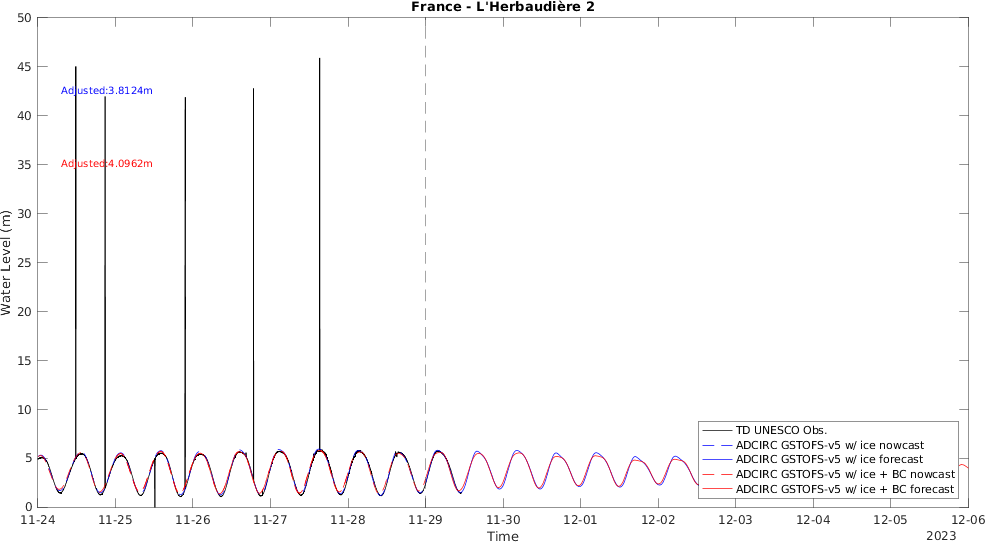 France - L'Herbaudière 2
50
45
40
35
30
25
20
15
10
5
0
Water Level (m)
Adjusted:3.8124m
Adjusted:4.0962m
TD UNESCO Obs.
ADCIRC GSTOFS-v5 w/ ice nowcast
ADCIRC GSTOFS-v5 w/ ice forecast
ADCIRC GSTOFS-v5 w/ ice + BC nowcast
ADCIRC GSTOFS-v5 w/ ice + BC forecast
11-24 11-25 11-26 11-27 11-28 11-29 11-30 12-01 12-02 12-03 12-04 12-05 12-06
Time
2023